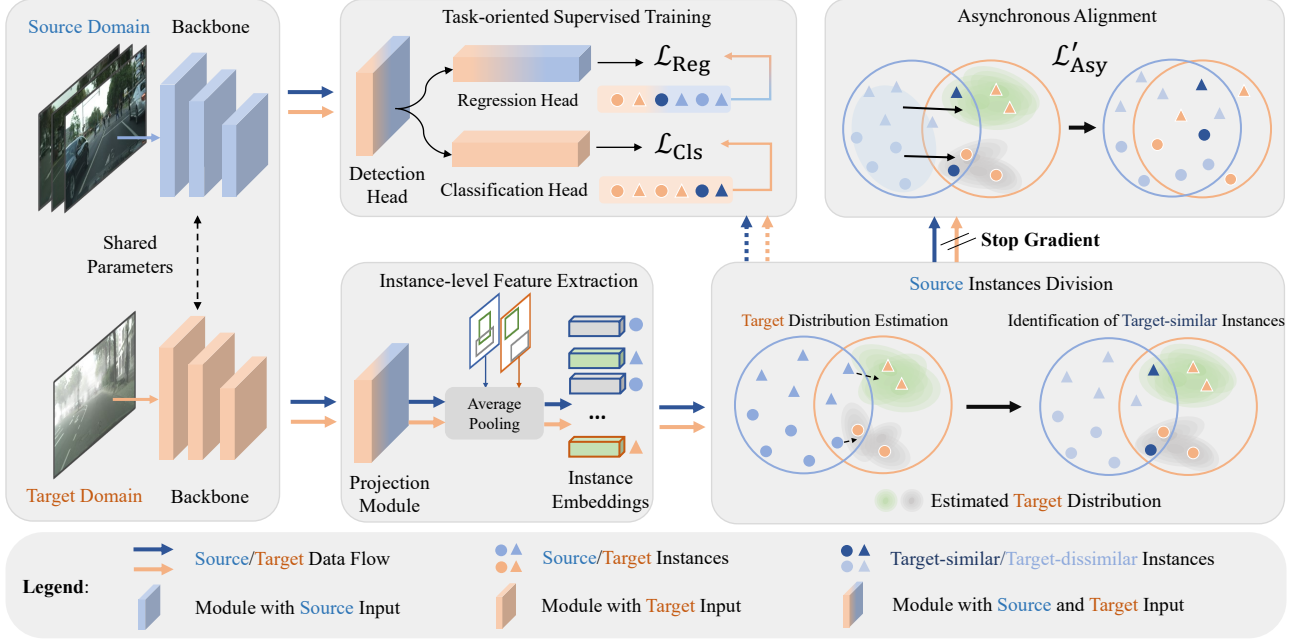 Source Domain
Backbone
Shared
Parameters
Target Domain
Backbone
Task-oriented Supervised Training
Regression Head
ℒReg
Detection
Head
Classification Head
ℒCls
Asynchronous Alignment
ℒ′Asy
Stop Gradient
Instance-level Feature Extraction
Average
Pooling
...
Projection
Module
Instance
Embeddings
Source Instances Division
Target Distribution Estimation
Identification of Target-similar Instances
Estimated Target Distribution
Legend:
Source/Target Data Flow
Source/Target Instances
Target-similar/Target-dissimilar Instances
Module with Source Input
Module with Target Input
Module with Source and Target Input